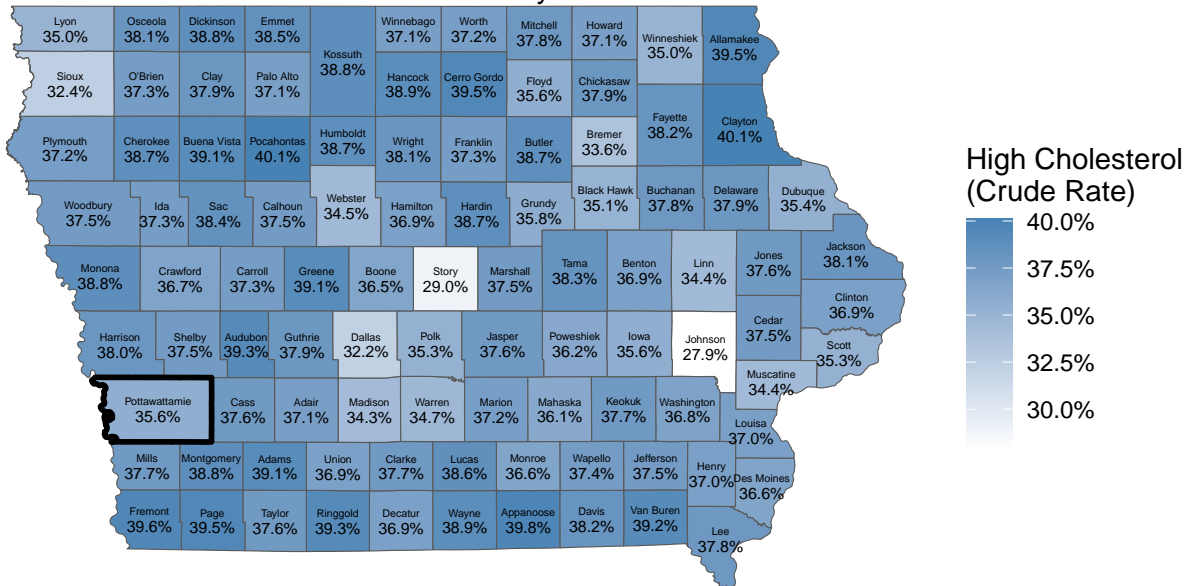 Lyon
35.0%
Osceola
38.1%
Dickinson
38.8%
Emmet
38.5%
Kossuth
38.8%
Winnebago
37.1%
Worth
37.2%
Mitchell
37.8%
Howard
37.1%
Winneshiek
35.0%
Allamakee
39.5%
Sioux
32.4%
O'Brien
37.3%
Clay
37.9%
Palo Alto
37.1%
Hancock
38.9%
Cerro Gordo
39.5%
Floyd
35.6%
Chickasaw
37.9%
Fayette
38.2%
Clayton
40.1%
Plymouth
37.2%
Cherokee
38.7%
Buena Vista
39.1%
Pocahontas
40.1%
Humboldt
38.7%
Wright
38.1%
Franklin
37.3%
Butler
38.7%
Bremer
33.6%
Woodbury
37.5%
Ida
37.3%
Sac
38.4%
Calhoun
37.5%
Webster
34.5%
Hamilton
36.9%
Hardin
38.7%
Grundy
35.8%
Black Hawk
35.1%
Buchanan
37.8%
Delaware
37.9%
Dubuque
35.4%
Monona
38.8%
Crawford
36.7%
Carroll
37.3%
Greene
39.1%
Boone
36.5%
Story
29.0%
Marshall
37.5%
Tama
38.3%
Benton
36.9%
Linn
34.4%
Jones
37.6%
Jackson
38.1%
Clinton
36.9%
Harrison
38.0%
Shelby
37.5%
Audubon
39.3%
Guthrie
37.9%
Dallas
32.2%
Polk
35.3%
Jasper
37.6%
Poweshiek
36.2%
Iowa
35.6%
Johnson
27.9%
Cedar
37.5%
Scott
35.3%
Muscatine
34.4%
Pottawattamie
35.6%
Cass
37.6%
Adair
37.1%
Madison
34.3%
Warren
34.7%
Marion
37.2%
Mahaska
36.1%
Keokuk
37.7%
Washington
36.8%
Louisa
37.0%
Mills
37.7%
Montgomery
38.8%
Adams
39.1%
Union
36.9%
Clarke
37.7%
Lucas
38.6%
Monroe
36.6%
Wapello
37.4%
Jefferson
37.5%
Henry
37.0%
Des Moines
36.6%
Fremont
39.6%
Page
39.5%
Taylor
37.6%
Ringgold
39.3%
Decatur
36.9%
Wayne
38.9%
Appanoose
39.8%
Davis
38.2%
Van Buren
39.2%
Lee
37.8%
High Cholesterol
(Crude Rate)
40.0%
37.5%
35.0%
32.5%
30.0%